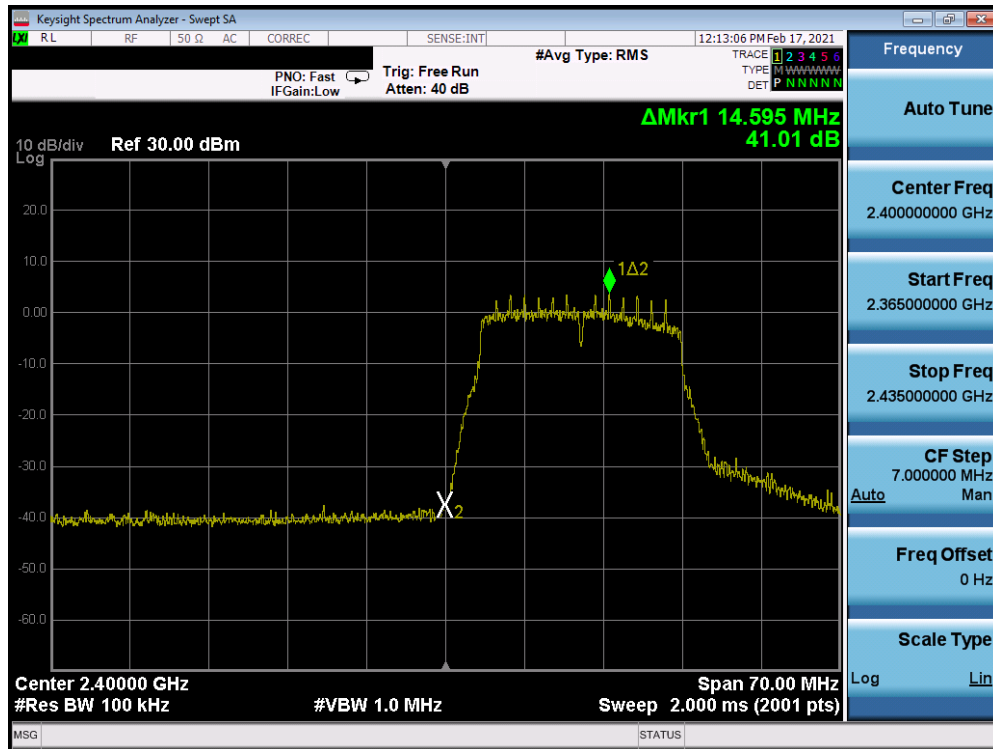 Keysight Spectrum Analyzer - Swept SA
LXI RL RF 50 Ω AC CORREC SENSE:INT 12:13:06 PM Feb 17, 2021
Frequency
PNO: Fast
IFGain:Low
Trig: Free Run
Atten: 40 dB
#Avg Type: RMS
TRACE 1 2 3 4 5 6
TYPE M W W W W W
DET P N N N N N
Auto Tune
ΔMkr1 14.595 MHz
41.01 dB
10 dB/div
Log
Ref 30.00 dBm
Center Freq
2.400000000 GHz
Start Freq
2.365000000 GHz
Stop Freq
2.435000000 GHz
CF Step
7.000000 MHz
Auto Man
Freq Offset
0 Hz
Scale Type
Log Lin
20.0
10.0
1Δ2
0.00
-10.0
-20.0
-30.0
-40.0
2
-50.0
-60.0
Center 2.40000 GHz
#Res BW 100 kHz
#VBW 1.0 MHz
Span 70.00 MHz
Sweep 2.000 ms (2001 pts)
MSG
STATUS